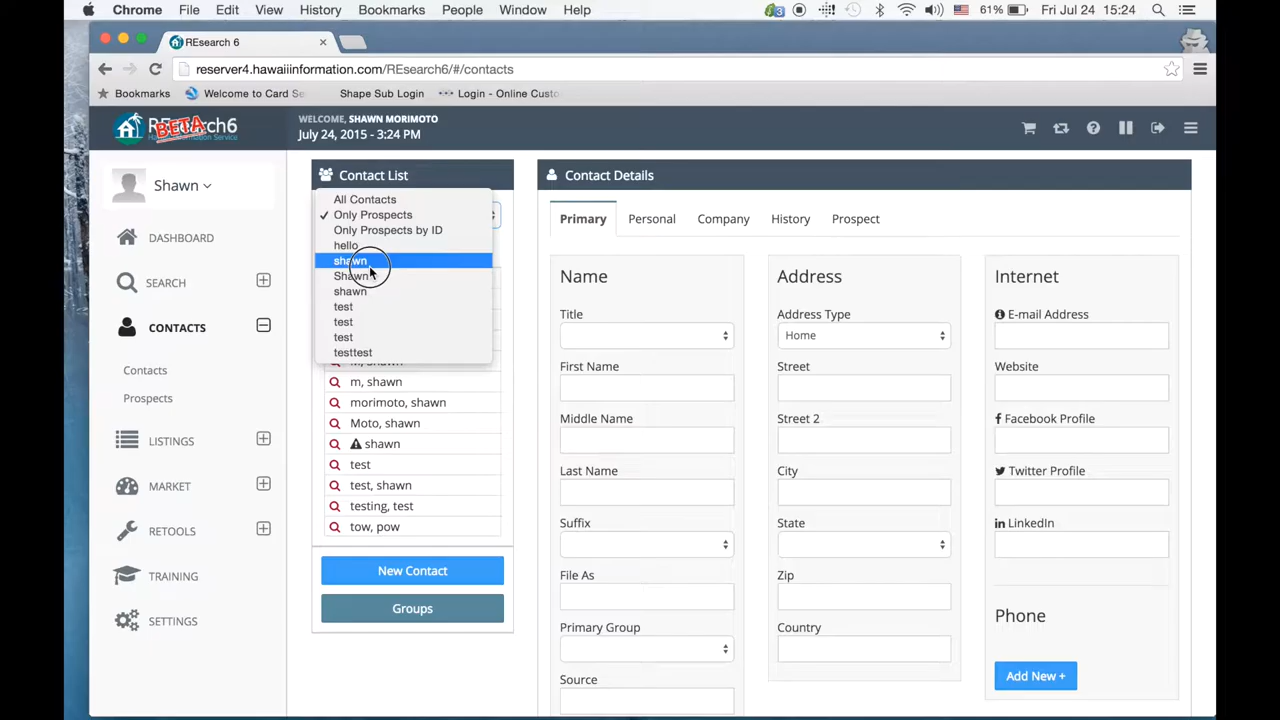 Chrome File Edit View History Bookmarks People Window Help 61% Fri Jul 24 15:24
REsearch 6
reserver4.hawaiiinformation.com/REsearch6/#/contacts
Bookmarks Welcome to Card Se Shape Sub Login Login - Online Custo
REsearch6
BETA
WELCOME, SHAWN MORIMOTO
July 24, 2015 - 3:24 PM
Shawn
DASHBOARD
SEARCH
CONTACTS
Contacts
Prospects
LISTINGS
MARKET
RETOOLS
TRAINING
SETTINGS
Contact List
All Contacts
✓ Only Prospects
Only Prospects by ID
hello
shawn
Shawn
shawn
test
test
test
testtest
m, shawn
morimoto, shawn
Moto, shawn
shawn
test
test, shawn
testing, test
tow, pow
New Contact
Groups
Contact Details
Primary Personal Company History Prospect
Name
Title
First Name
Middle Name
Last Name
Suffix
File As
Primary Group
Source
Address
Address Type
Home
Street
Street 2
City
State
Zip
Country
Internet
E-mail Address
Website
Facebook Profile
Twitter Profile
LinkedIn
Phone
Add New +